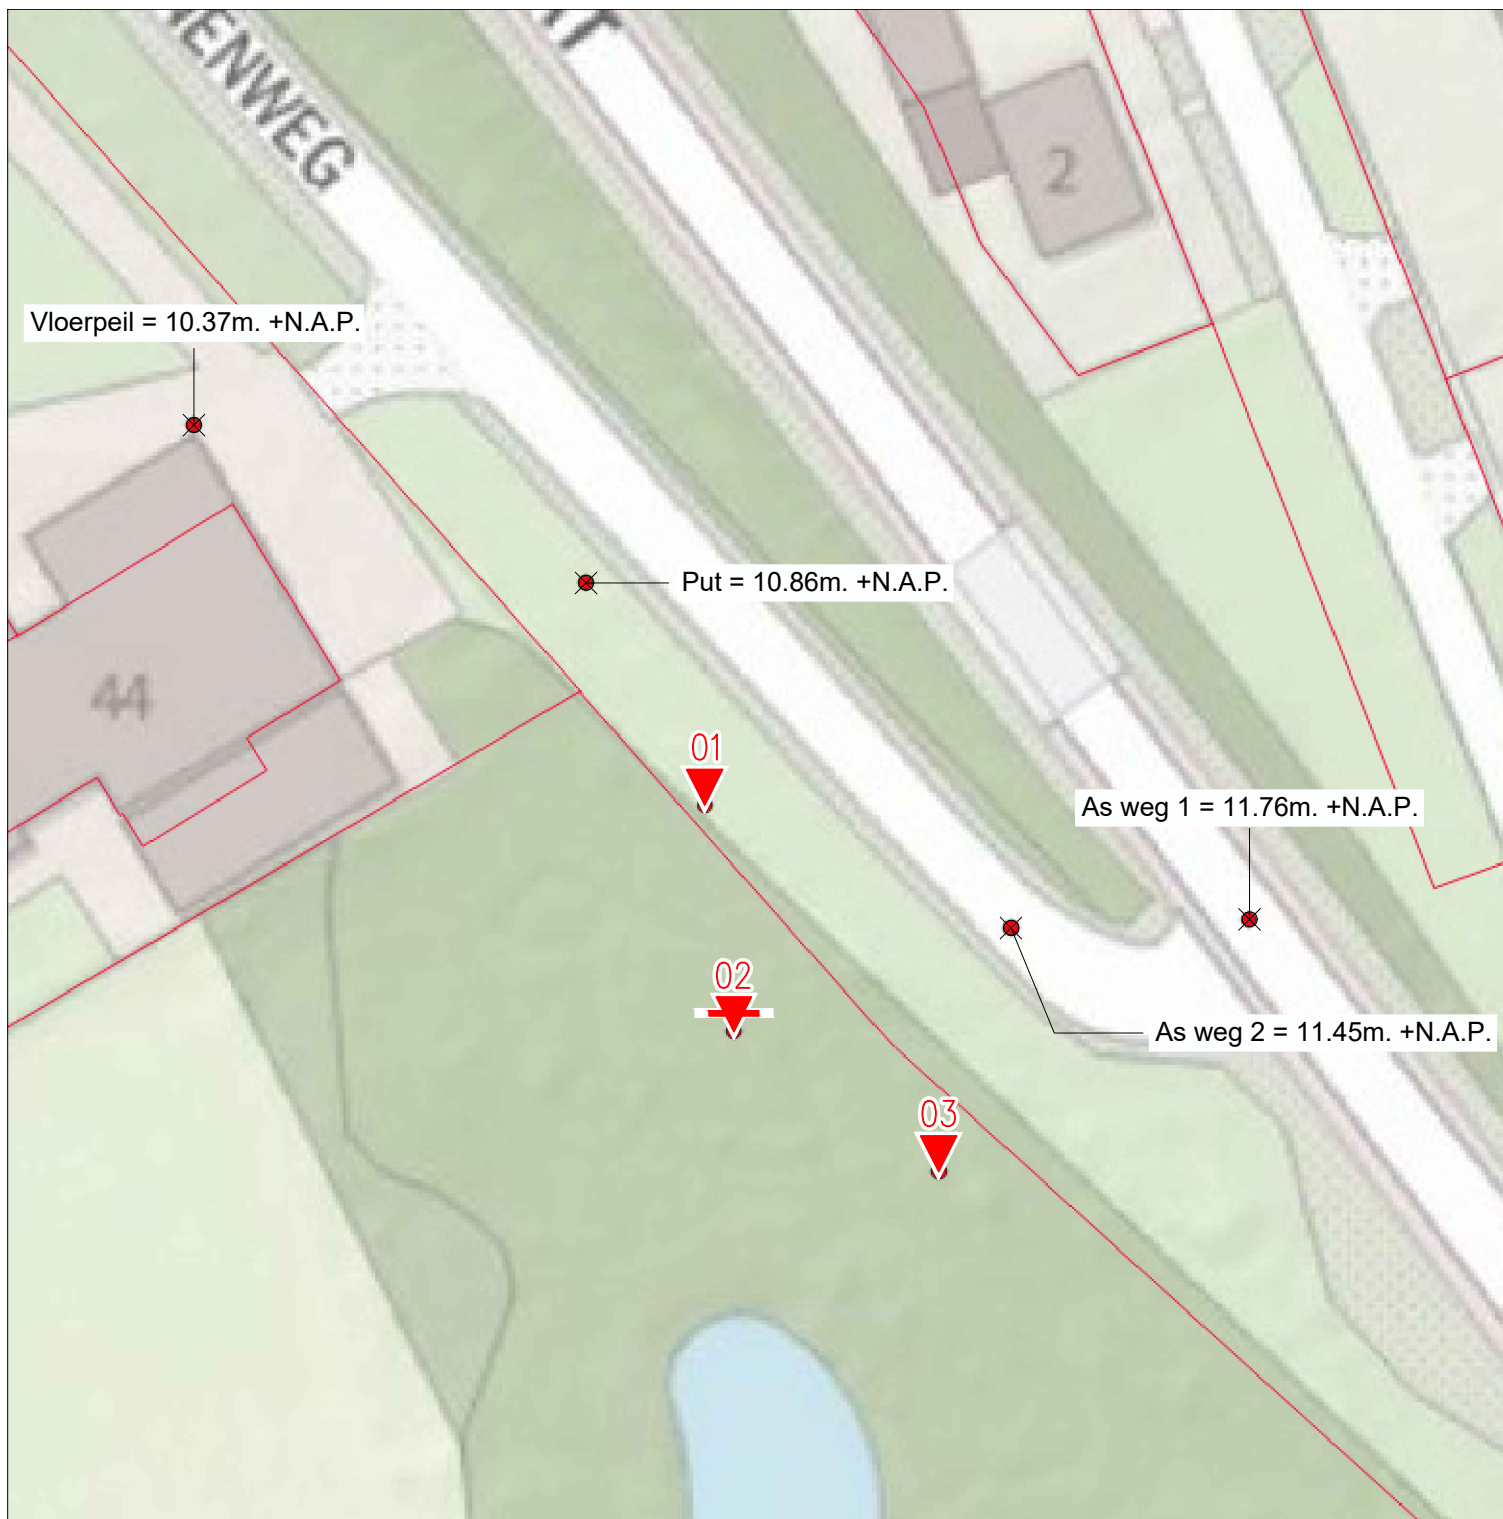 ENWEG
2
Vloerpeil = 10.37m. +N.A.P.
Put = 10.86m. +N.A.P.
44
01
As weg 1 = 11.76m. +N.A.P.
02
As weg 2 = 11.45m. +N.A.P.
03